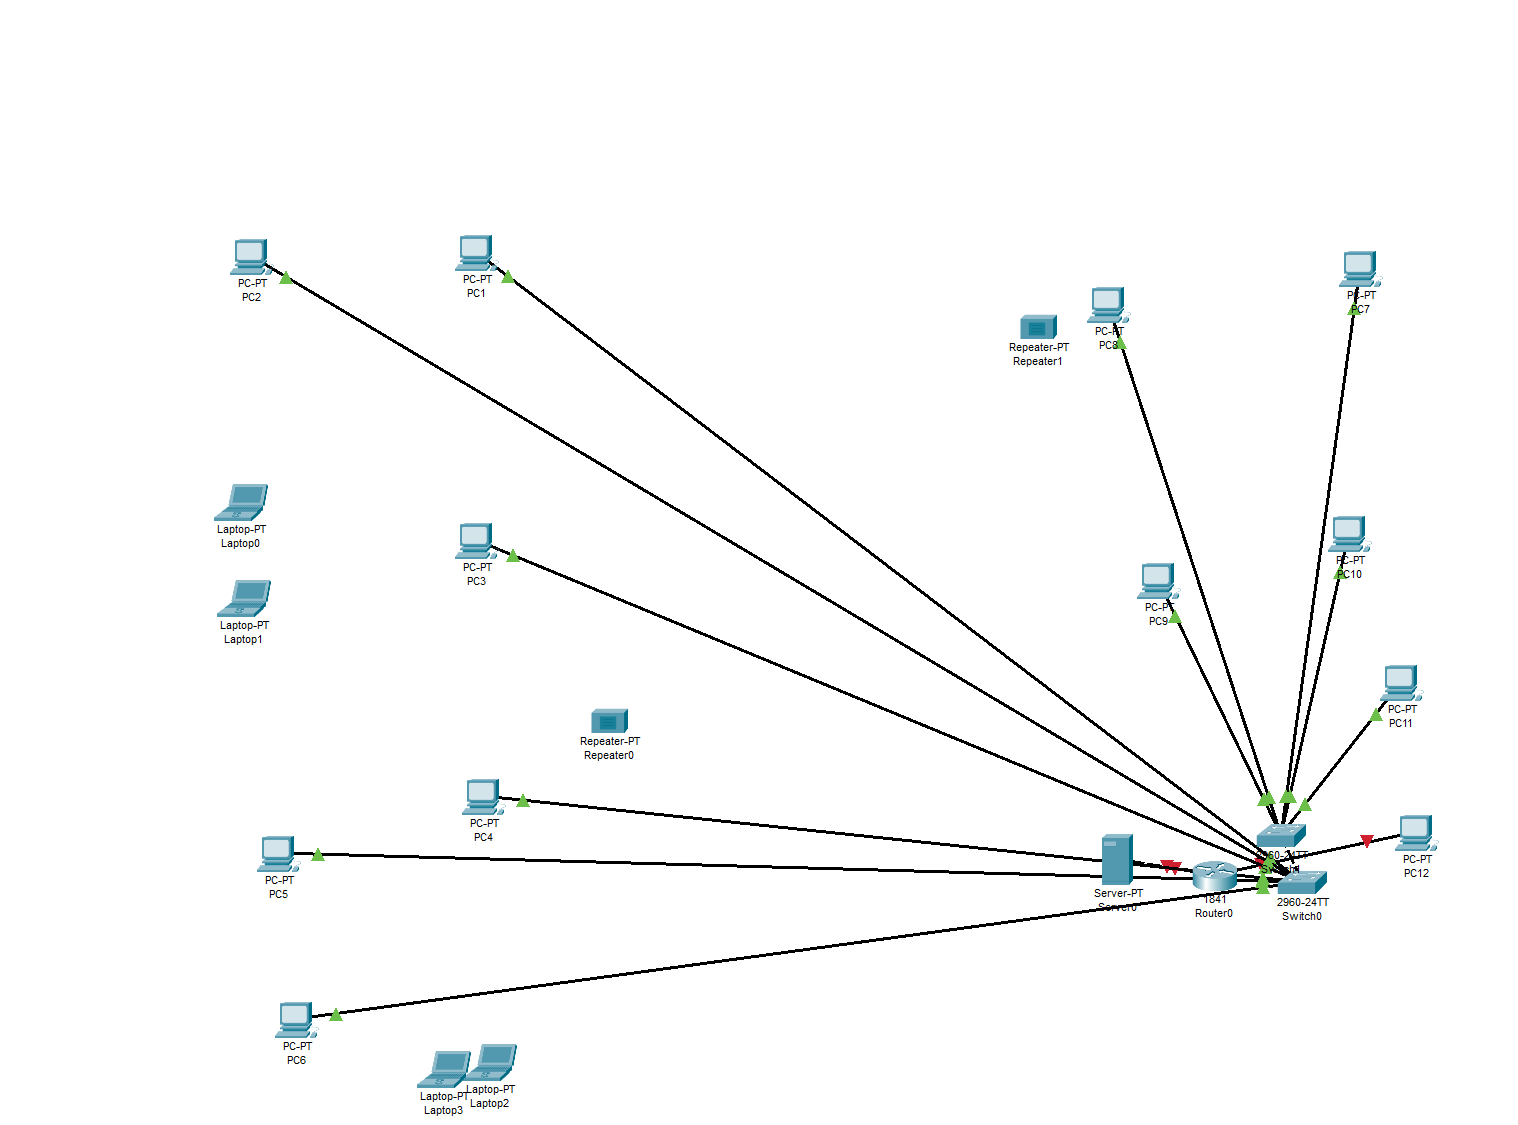 PC-PT
PC2
PC-PT
PC1
PC-PT
PC7
PC-PT
PC8
Repeater-PT
Repeater1
Laptop-PT
Laptop0
PC-PT
PC3
PC-PT
PC10
PC-PT
PC9
Laptop-PT
Laptop1
PC-PT
PC11
Repeater-PT
Repeater0
PC-PT
PC4
PC-PT
PC12
PC-PT
PC5
Server-PT
Server0
1841
Router0
2960-24TT
Switch0
PC-PT
PC6
Laptop-PT
Laptop3
Laptop-PT
Laptop2